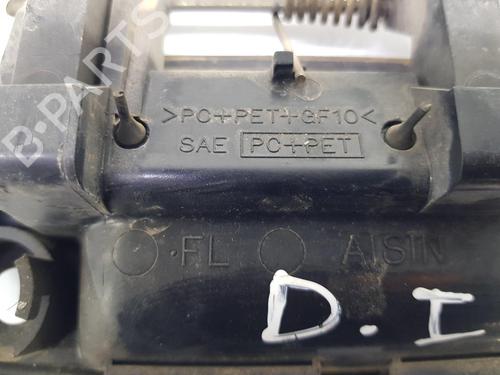 B-PARTS
>PC+PET+GF10<
SAE PC+PET
FL AISIN
D.I